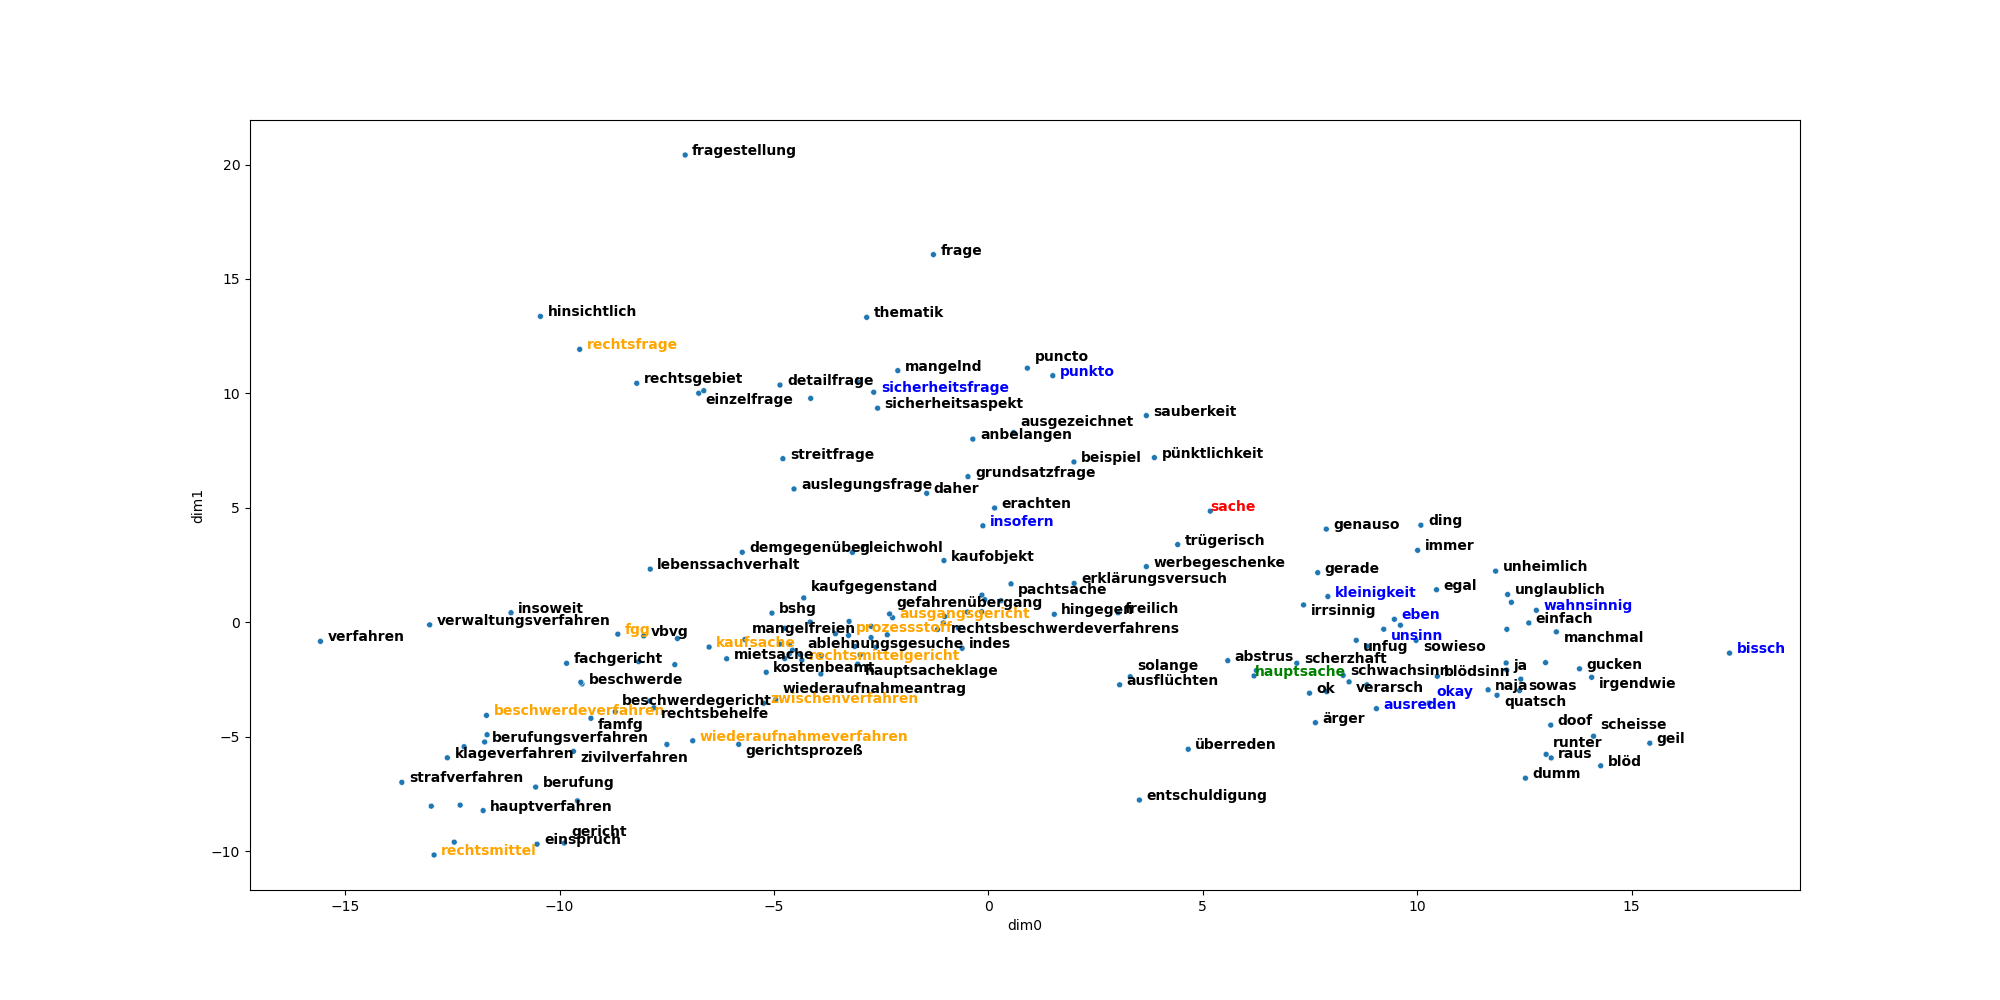 fragestellung
20
frage
15
hinsichtlich
thematik
rechtsfrage
puncto
mangelnd
punkto
rechtsgebiet
detailfrage
sicherheitsfrage
10
einzelfrage
sicherheitsaspekt
sauberkeit
ausgezeichnet
anbelangen
streitfrage
beispiel
pünktlichkeit
grundsatzfrage
auslegungsfrage
daher
erachten
sache
5
dim1
insofern
genauso
ding
demgegenüber
gleichwohl
trügerisch
immer
kaufobjekt
lebenssachverhalt
werbegeschenke
gerade
unheimlich
kaufgegenstand
erklärungsversuch
pachtsache
kleinigkeit
egal
unglaublich
insoweit
bshg
gefahrenübergang
ausgangsgericht
hingegen
freilich
irrsinnig
wahnsinnig
verwaltungsverfahren
eben
einfach
0
verfahren
fgg
vbvg
mangelfreien
prozessstoff
rechtsbeschwerdeverfahrens
unsinn
manchmal
kaufsache
ablehnungsgesuche
indes
unfug
sowieso
bissch
fachgericht
mietsache
rechtsmittelgericht
abstrus
scherzhaft
beschwerde
kostenbeamt
hauptsacheklage
solange
hauptsache
schwachsinn
blödsinn
ja
gucken
ausflüchten
wiederaufnahmeantrag
ok
verarsch
okay
naja
sowas
irgendwie
beschwerdegericht
zwischenverfahren
ausreden
quatsch
beschwerdeverfahren
rechtsbehelfe
famfg
ärger
doof
scheisse
berufungsverfahren
wiederaufnahmeverfahren
geil
−5
klageverfahren
zivilverfahren
gerichtsprozeß
überreden
runter
raus
blöd
strafverfahren
berufung
dumm
hauptverfahren
entschuldigung
gericht
einspruch
rechtsmittel
−10
−15
−10
−5
0
5
10
15
dim0